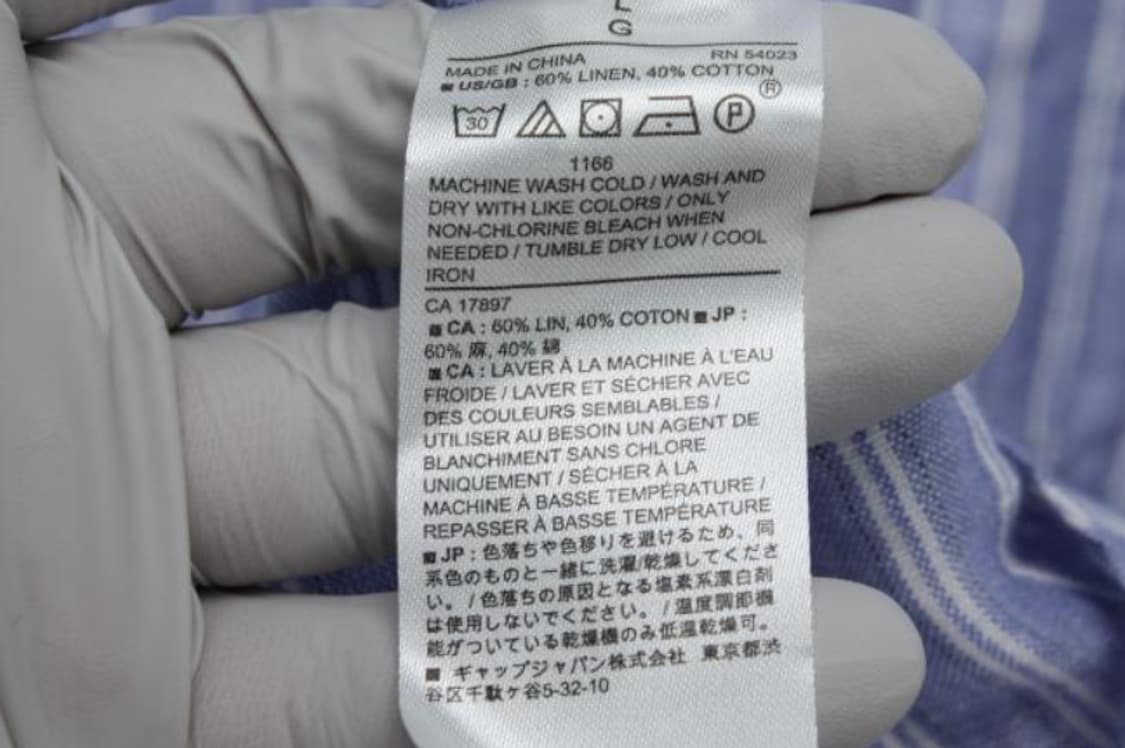 L
G
MADE IN CHINA RN 54023
■ US/GB : 60% LINEN, 40% COTTON
30 P ®
1166
MACHINE WASH COLD / WASH AND
DRY WITH LIKE COLORS / ONLY
NON-CHLORINE BLEACH WHEN
NEEDED / TUMBLE DRY LOW / COOL
IRON
CA 17897
■ CA : 60% LIN, 40% COTON ■ JP :
60% 麻, 40% 綿
■ CA : LAVER À LA MACHINE À L'EAU
FROIDE / LAVER ET SÉCHER AVEC
DES COULEURS SEMBLABLES /
UTILISER AU BESOIN UN AGENT DE
BLANCHIMENT SANS CHLORE
UNIQUEMENT / SÉCHER À LA
MACHINE À BASSE TEMPÉRATURE /
REPASSER À BASSE TEMPÉRATURE
■ JP : 色落ちや色移りを避けるため、同
系色のものと一緒に洗濯/乾燥してくださ
い。 / 色落ちの原因となる塩素系漂白剤
は使用しないでください。 / 温度調節機
能がついている乾燥機のみ低温乾燥可。
■ ギャップジャパン株式会社 東京都渋
谷区千駄ヶ谷5-32-10